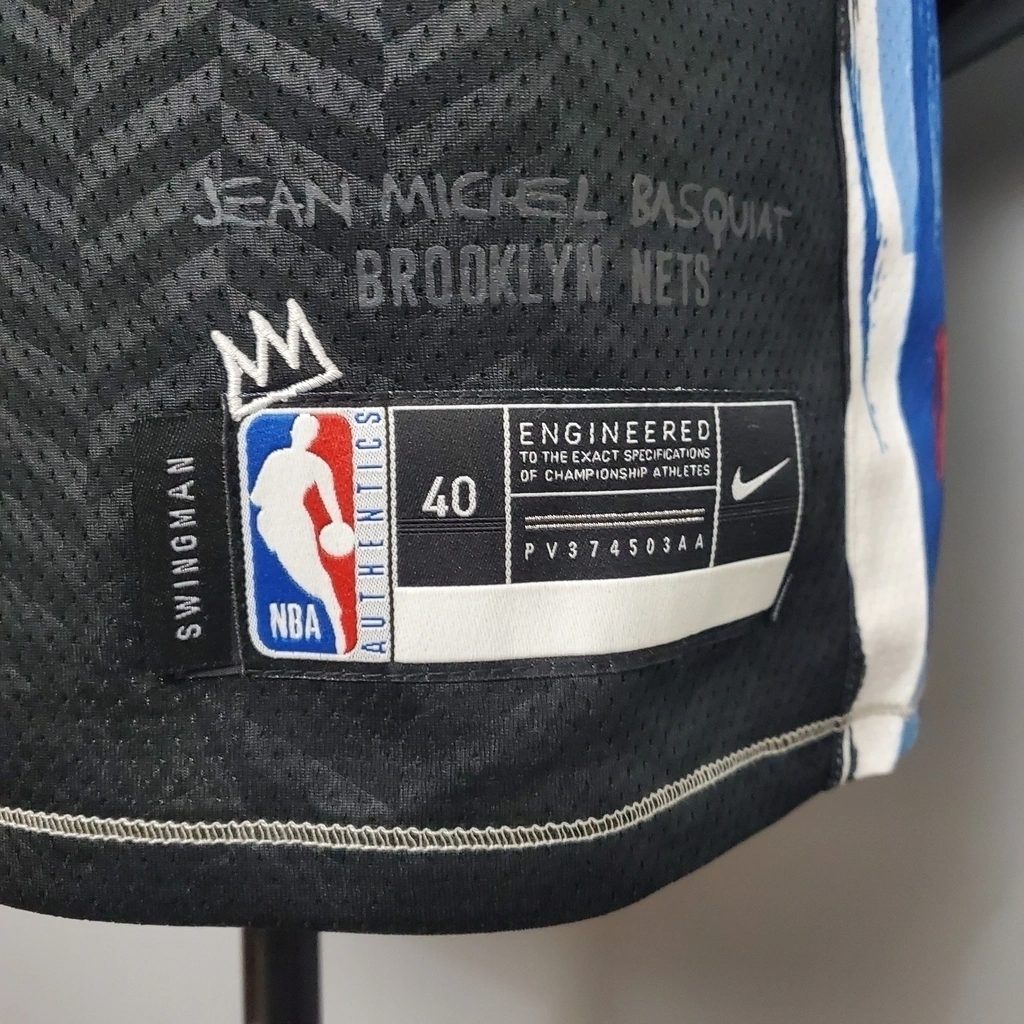 JEAN MICHEL BASQUIAT
BROOKLYN NETS
SWINGMAN
NBA
AUTHENTICS
40
ENGINEERED
TO THE EXACT SPECIFICATIONS
OF CHAMPIONSHIP ATHLETES
PV374503AA